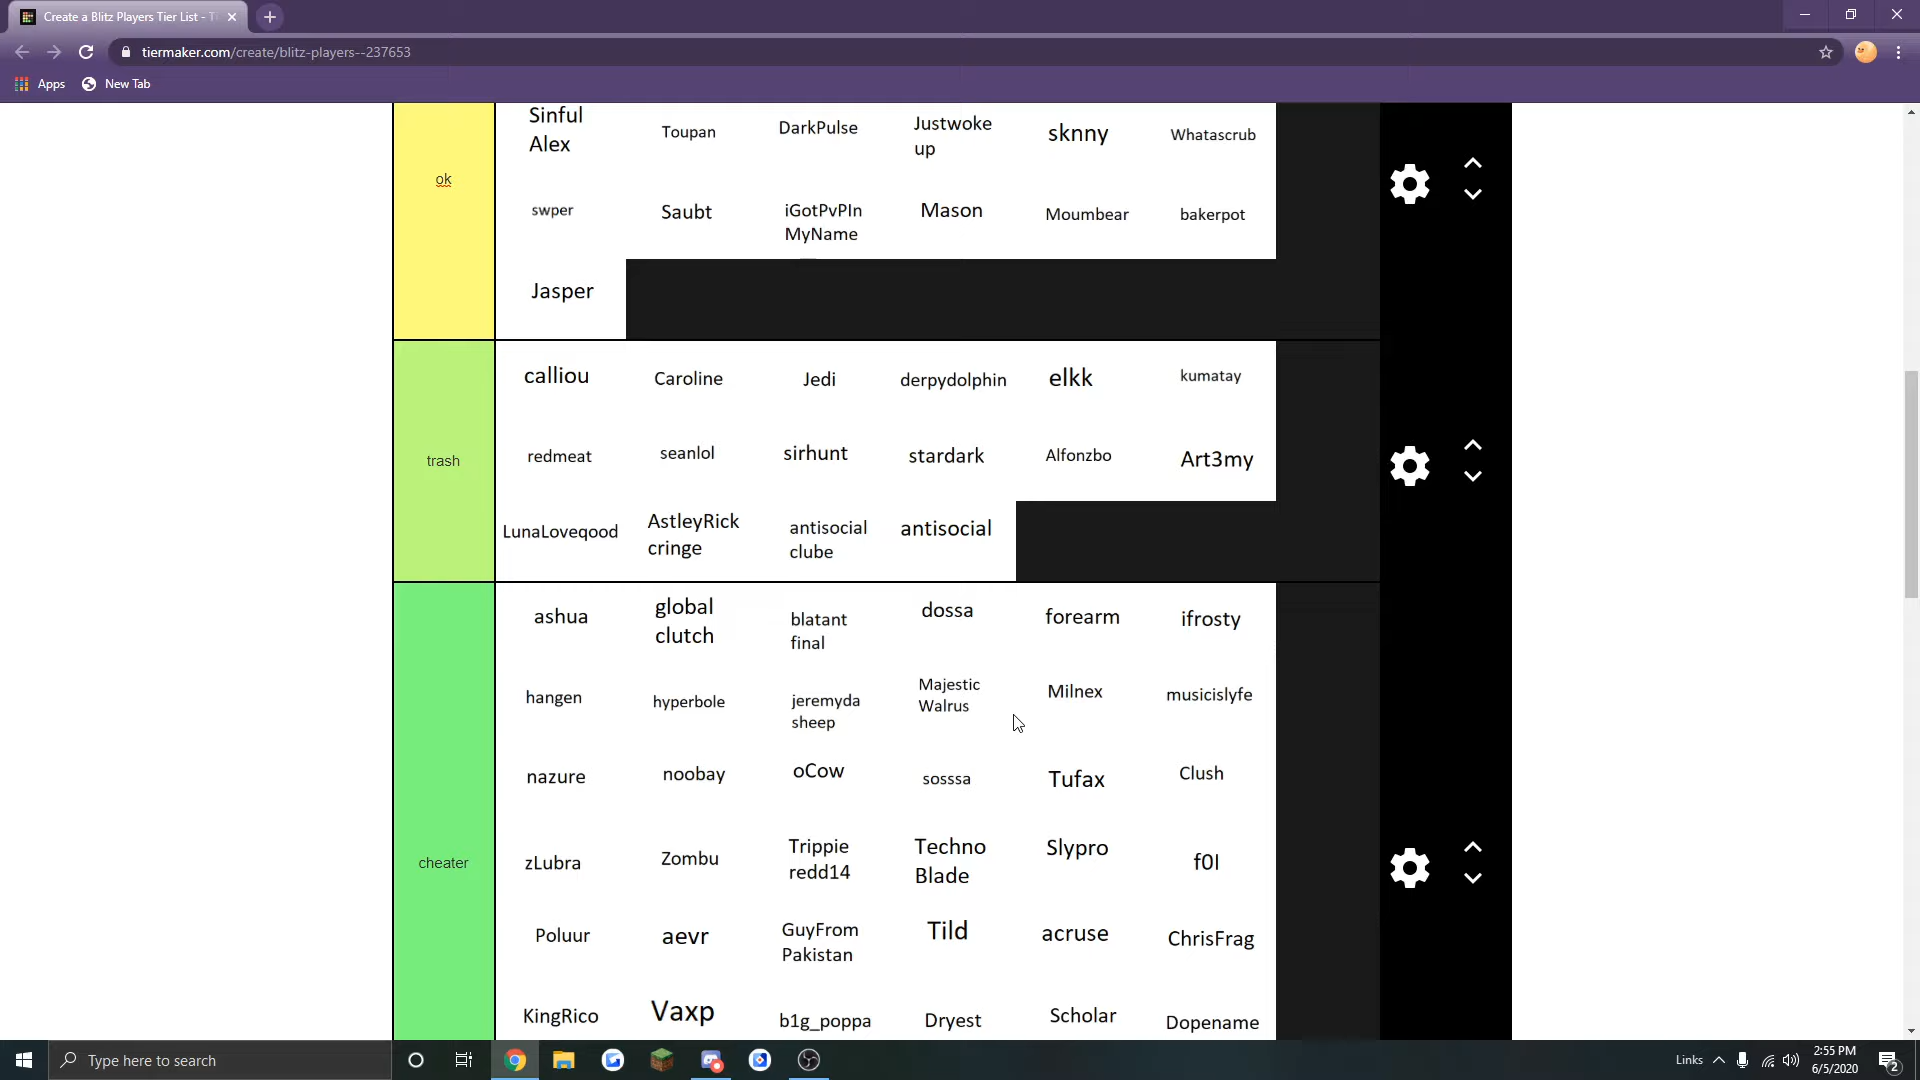 Create a Blitz Players Tier List - T
tiermaker.com/create/blitz-players--237653
Apps
New Tab
ok
Sinful
Alex
Toupan
DarkPulse
Justwoke
up
sknny
Whatascrub
swper
Saubt
iGotPvPIn
MyName
Mason
Moumbear
bakerpot
Jasper
trash
calliou
Caroline
Jedi
derpydolphin
elkk
kumatay
redmeat
seanlol
sirhunt
stardark
Alfonzbo
Art3my
LunaLoveqood
AstleyRick
cringe
antisocial
clube
antisocial
cheater
ashua
global
clutch
blatant
final
dossa
forearm
ifrosty
hangen
hyperbole
jeremyda
sheep
Majestic
Walrus
Milnex
musicislyfe
nazure
noobay
oCow
sosssa
Tufax
Clush
zLubra
Zombu
Trippie
redd14
Techno
Blade
Slypro
f0I
Poluur
aevr
GuyFrom
Pakistan
Tild
acruse
ChrisFrag
KingRico
Vaxp
b1g_poppa
Dryest
Scholar
Dopename
Type here to search
Links
2:55 PM
6/5/2020
2